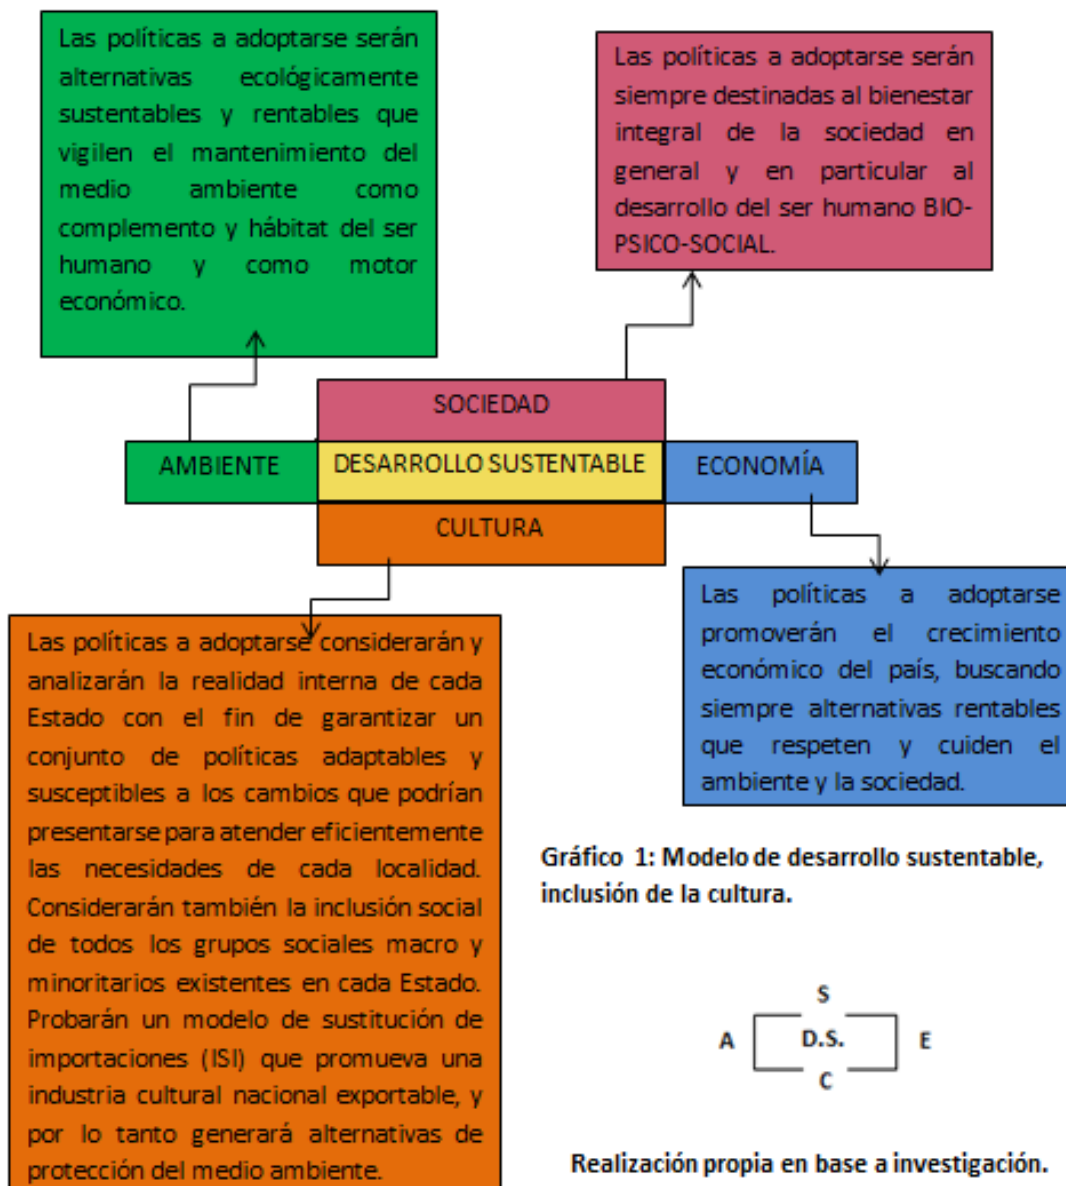 Las políticas a adoptarse serán
alternativas ecológicamente
sustentables y rentables que
vigilen el mantenimiento del
medio ambiente como
complemento y hábitat del ser
humano y como motor
económico.
Las políticas a adoptarse serán
siempre destinadas al bienestar
integral de la sociedad en
general y en particular al
desarrollo del ser humano BIO-
PSICO-SOCIAL.
SOCIEDAD
AMBIENTE
DESARROLLO SUSTENTABLE
ECONOMÍA
CULTURA
Las políticas a adoptarse considerarán y
analizarán la realidad interna de cada
Estado con el fin de garantizar un
conjunto de políticas adaptables y
susceptibles a los cambios que podrían
presentarse para atender eficientemente
las necesidades de cada localidad.
Considerarán también la inclusión social
de todos los grupos sociales macro y
minoritarios existentes en cada Estado.
Probarán un modelo de sustitución de
importaciones (ISI) que promueva una
industria cultural nacional exportable, y
por lo tanto generará alternativas de
protección del medio ambiente.
Las políticas a adoptarse
promoverán el crecimiento
económico del país, buscando
siempre alternativas rentables
que respeten y cuiden el
ambiente y la sociedad.
Gráfico 1: Modelo de desarrollo sustentable,
inclusión de la cultura.
S
A
D.S.
E
C
Realización propia en base a investigación.